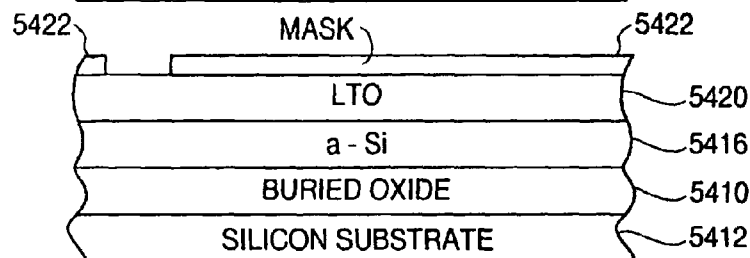 5422 MASK 5422
LTO 5420
a - Si 5416
BURIED OXIDE 5410
SILICON SUBSTRATE 5412